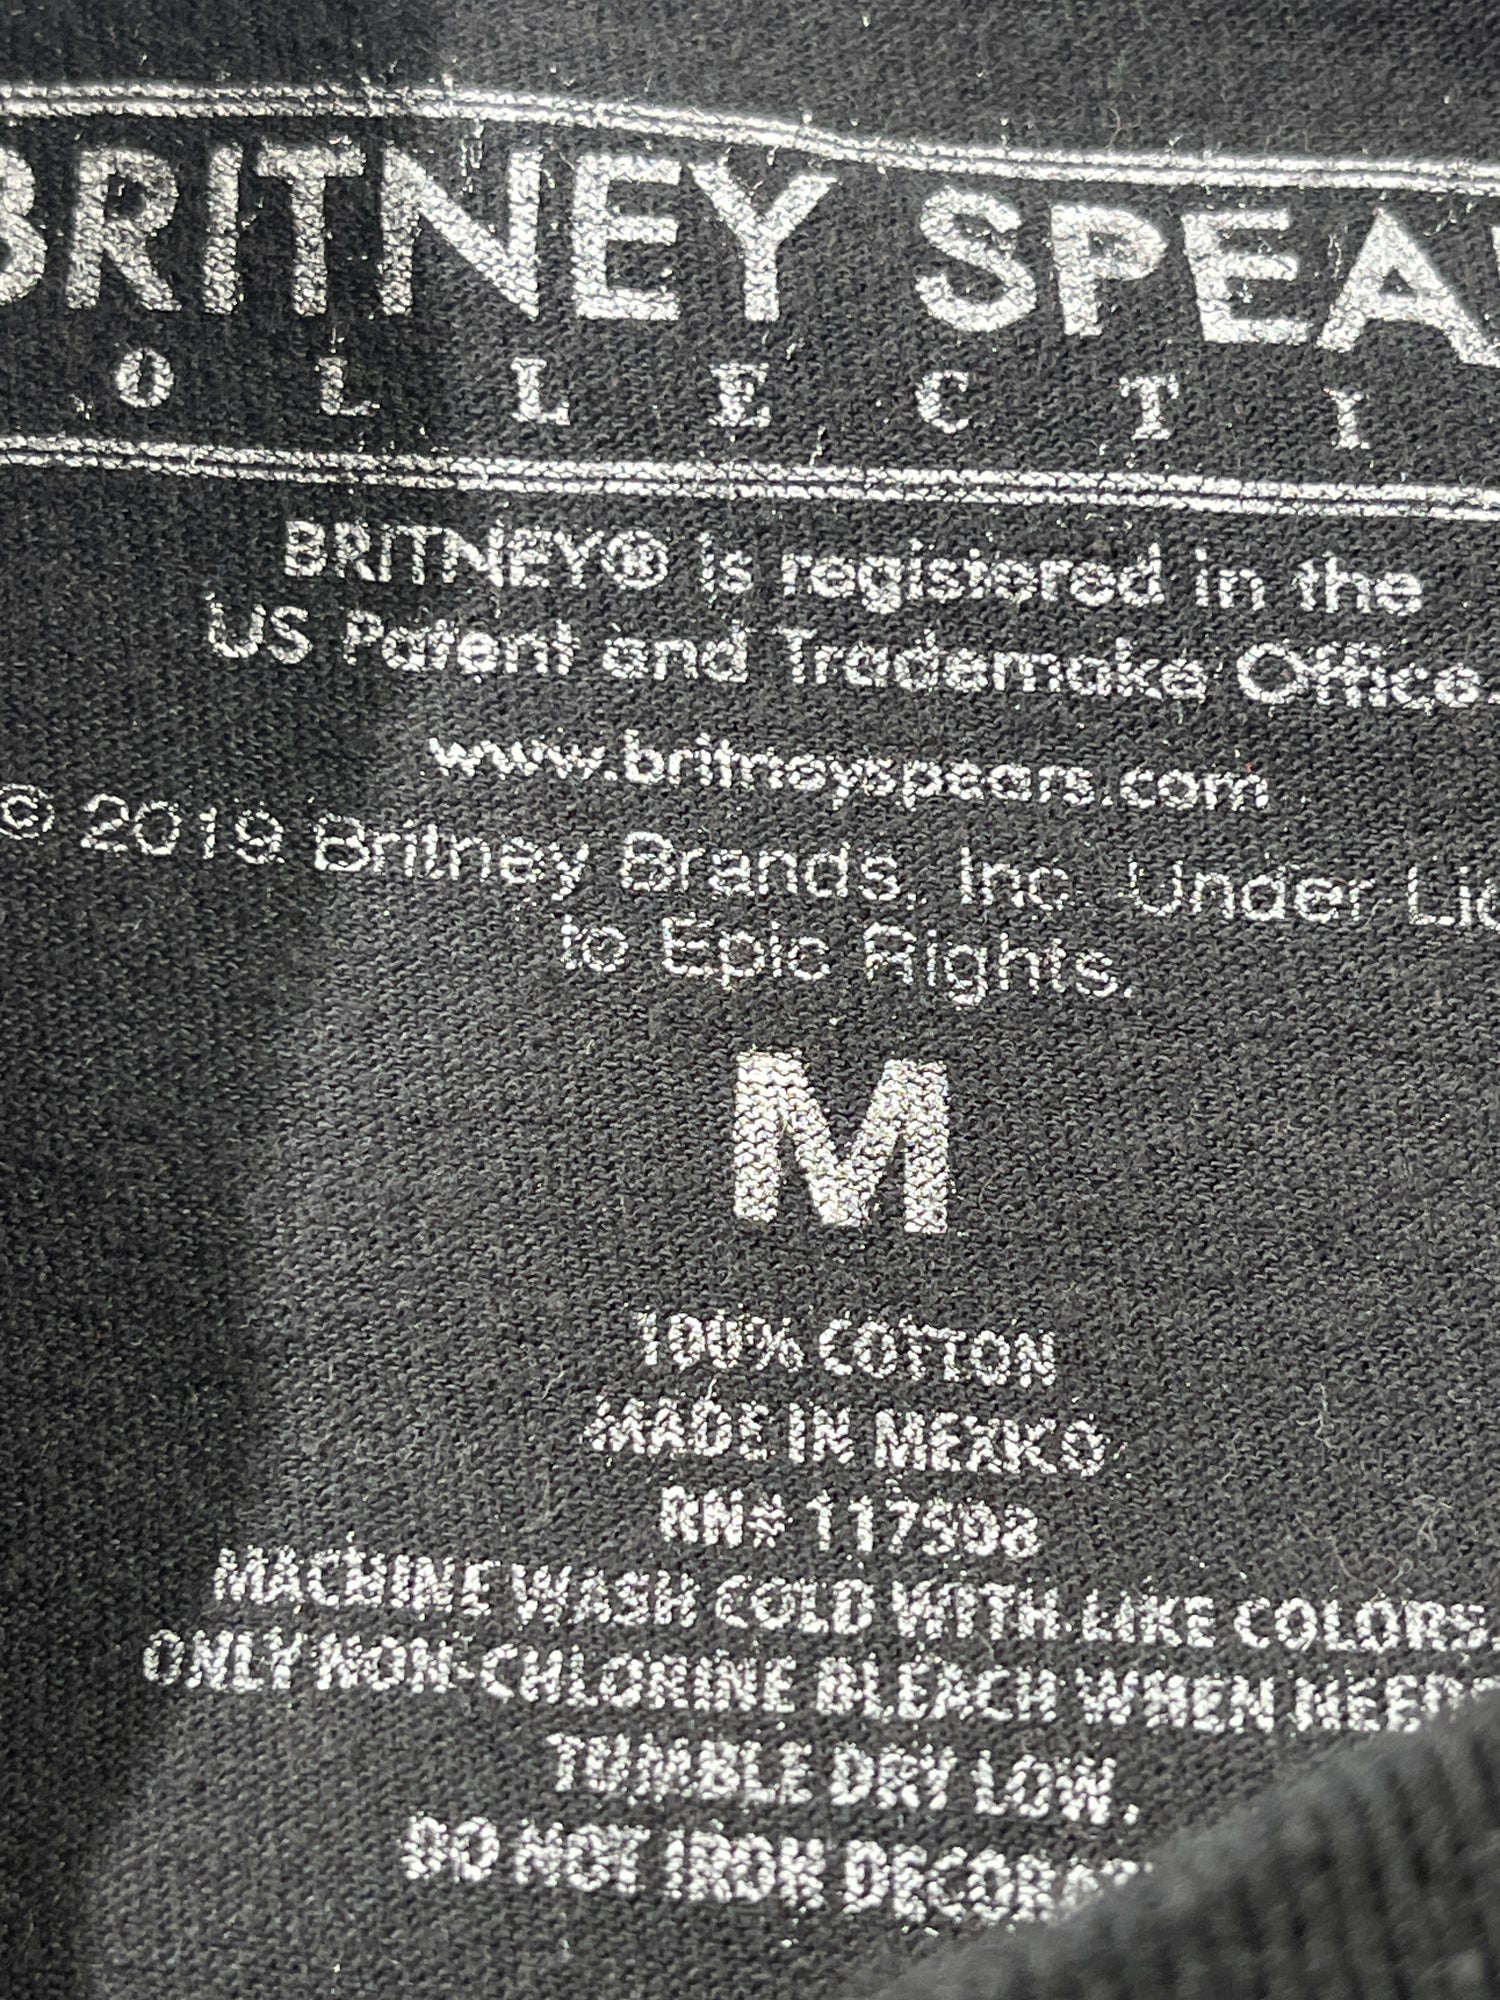 BRITNEY SPEA
OLLECTI
BRITNEY® is registered in the
US Patent and Trademake Office.
www.britneyspears.com
© 2019 Britney Brands, Inc. Under Lic
to Epic Rights.
M
100% COTTON
MADE IN MEXICO
RN# 117998
MACHINE WASH COLD WITH LIKE COLORS.
ONLY NON-CHLORINE BLEACH WHEN NEED
TUMBLE DRY LOW.
DO NOT IRON DECORAT